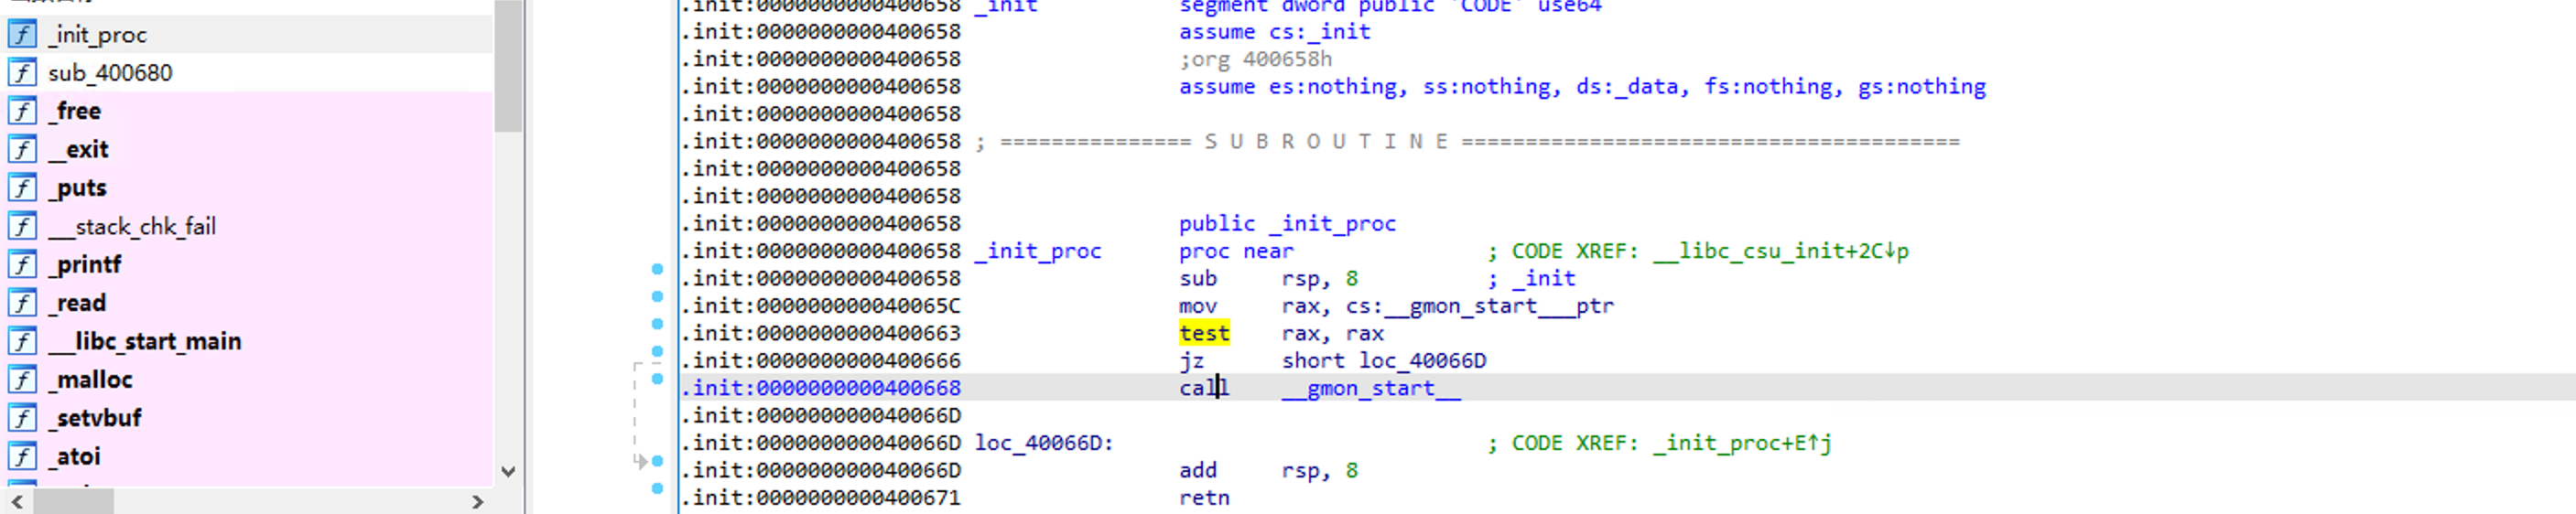 _init_proc
sub_400680
_free
__exit
_puts
___stack_chk_fail
_printf
_read
__libc_start_main
_malloc
_setvbuf
_atoi
.init:0000000000400658 _init segment dword public 'CODE' use64
.init:0000000000400658 assume cs:_init
.init:0000000000400658 ;org 400658h
.init:0000000000400658 assume es:nothing, ss:nothing, ds:_data, fs:nothing, gs:nothing
.init:0000000000400658
.init:0000000000400658 ; =============== S U B R O U T I N E =======================================
.init:0000000000400658
.init:0000000000400658
.init:0000000000400658 public _init_proc
.init:0000000000400658 _init_proc proc near ; CODE XREF: __libc_csu_init+2C↓p
.init:0000000000400658 sub rsp, 8 ; _init
.init:000000000040065C mov rax, cs:__gmon_start___ptr
.init:0000000000400663 test rax, rax
.init:0000000000400666 jz short loc_40066D
.init:0000000000400668 call __gmon_start__
.init:000000000040066D
.init:000000000040066D loc_40066D: ; CODE XREF: _init_proc+E↑j
.init:000000000040066D add rsp, 8
.init:0000000000400671 retn